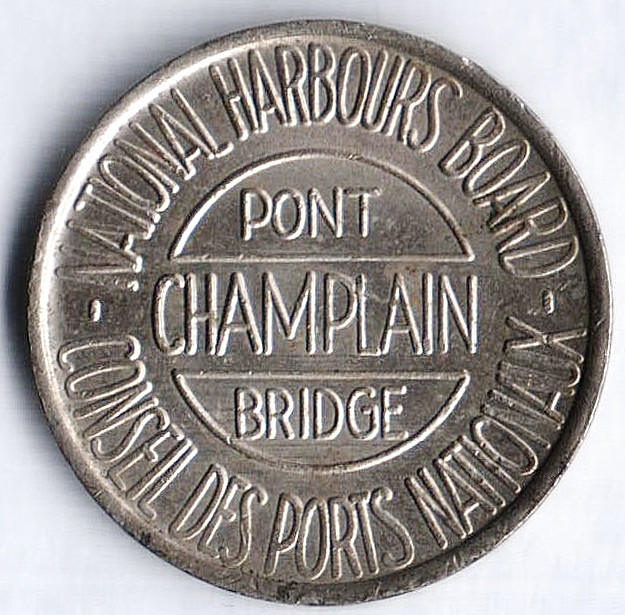 - NATIONAL HARBOURS BOARD -
PONT
CHAMPLAIN
BRIDGE
CONSEIL DES PORTS NATIONAUX